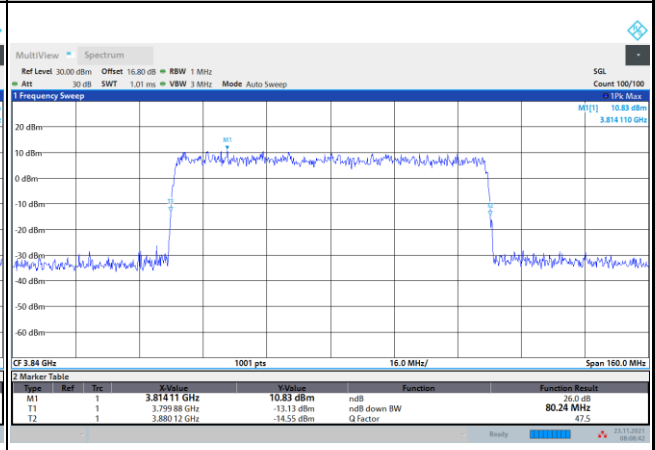 MultiView Spectrum
Ref Level 30.00 dBm Offset 16.80 dB RBW 1 MHz SGL
Att 30 dB SWT 1.01 ms VBW 3 MHz Mode Auto Sweep Count 100/100
1 Frequency Sweep 1Pk Max
M1[1] 10.83 dBm
3.814 110 GHz
20 dBm
M1
10 dBm
0 dBm
T1
T2
-10 dBm
-20 dBm
-30 dBm
-40 dBm
-50 dBm
-60 dBm
CF 3.84 GHz 1001 pts 16.0 MHz/ Span 160.0 MHz
2 Marker Table
Type Ref Trc X-Value Y-Value Function Function Result
M1 1 3.814 11 GHz 10.83 dBm ndB 26.0 dB
T1 1 3.799 88 GHz -13.13 dBm ndB down BW 80.24 MHz
T2 1 3.880 12 GHz -14.55 dBm Q Factor 47.5
Ready 23.11.2021
08:08:42